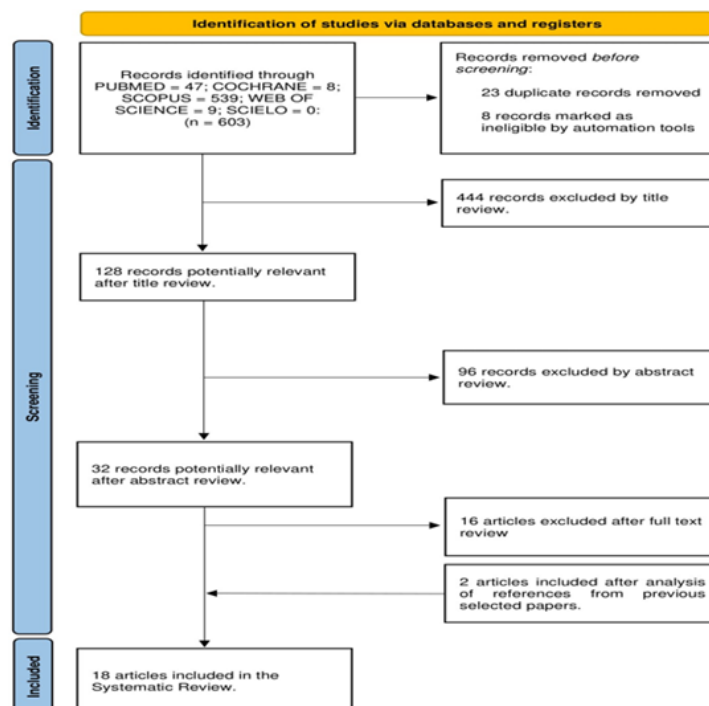 Identification of studies via databases and registers
Identification
Records identified through
PUBMED = 47; COCHRANE = 8;
SCOPUS = 539; WEB OF
SCIENCE = 9; SCIELO = 0:
(n = 603)
Records removed before
screening:
23 duplicate records removed
8 records marked as
ineligible by automation tools
Screening
444 records excluded by title
review.
128 records potentially relevant
after title review.
96 records excluded by abstract
review.
32 records potentially relevant
after abstract review.
16 articles excluded after full text
review
2 articles included after analysis
of references from previous
selected papers.
Included
18 articles included in the
Systematic Review.